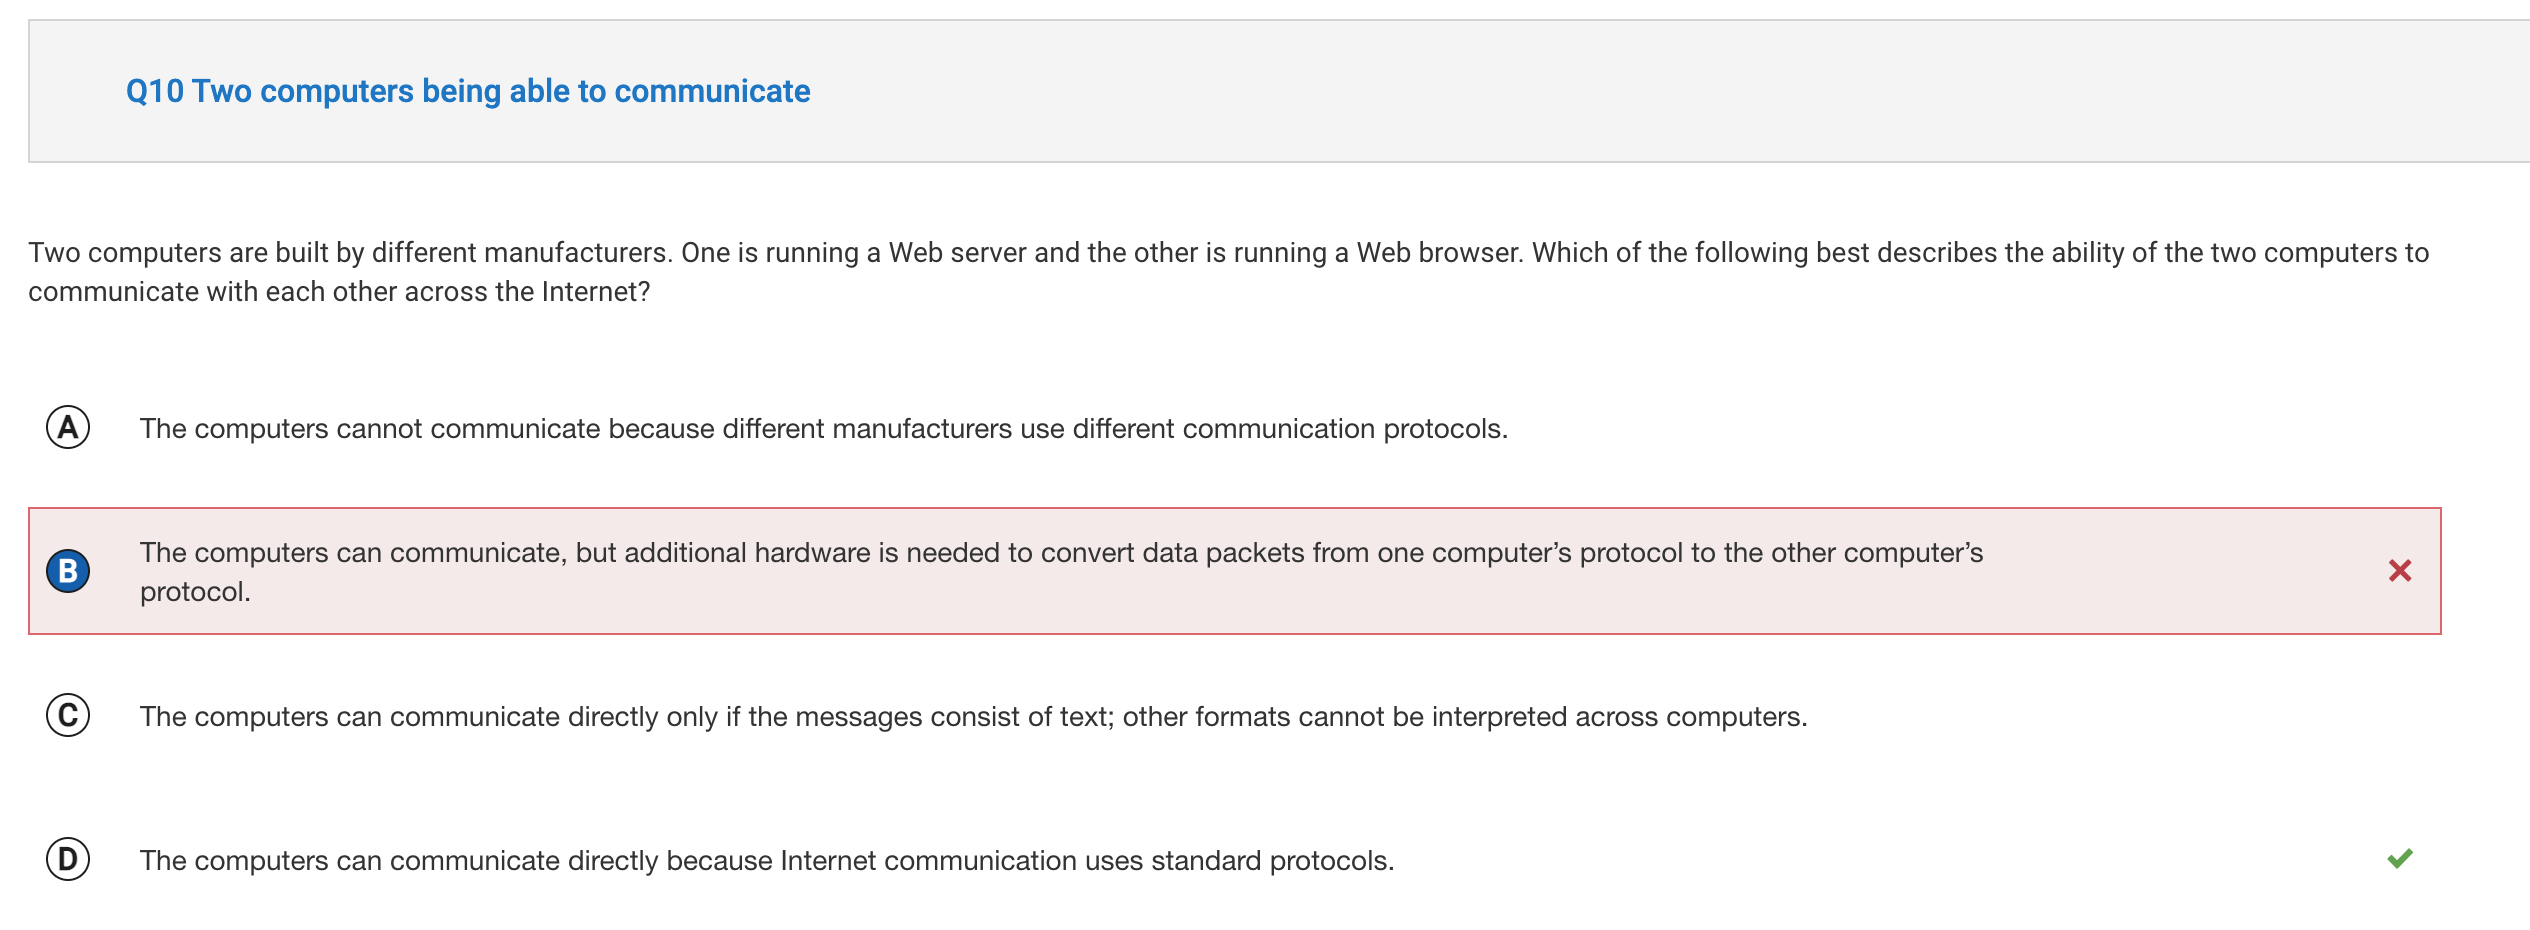 Q10 Two computers being able to communicate
Two computers are built by different manufacturers. One is running a Web server and the other is running a Web browser. Which of the following best describes the ability of the two computers to
communicate with each other across the Internet?
A The computers cannot communicate because different manufacturers use different communication protocols.
B The computers can communicate, but additional hardware is needed to convert data packets from one computer’s protocol to the other computer’s
protocol.
C The computers can communicate directly only if the messages consist of text; other formats cannot be interpreted across computers.
D The computers can communicate directly because Internet communication uses standard protocols.